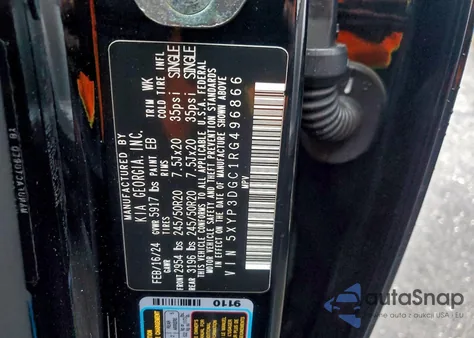 MANUFACTURED BY
KIA GEORGIA, INC.
FEB/16/24 GVWR 5917 lbs PAINT EB TRIM WK
GAWR RIMS COLD TIRE INFL
FRONT 2954 lbs 245/50R20 7.5Jx20 35psi SINGLE
REAR 3196 lbs 245/50R20 7.5Jx20 35psi SINGLE
THIS VEHICLE CONFORMS TO ALL APPLICABLE U.S.A. FEDERAL
MOTOR VEHICLE SAFETY AND THEFT PREVENTION STANDARDS
IN EFFECT ON THE DATE OF MANUFACTURE SHOWN ABOVE
VIN 5XYP3DGC1RG496866
MPV
9110
autoSnap